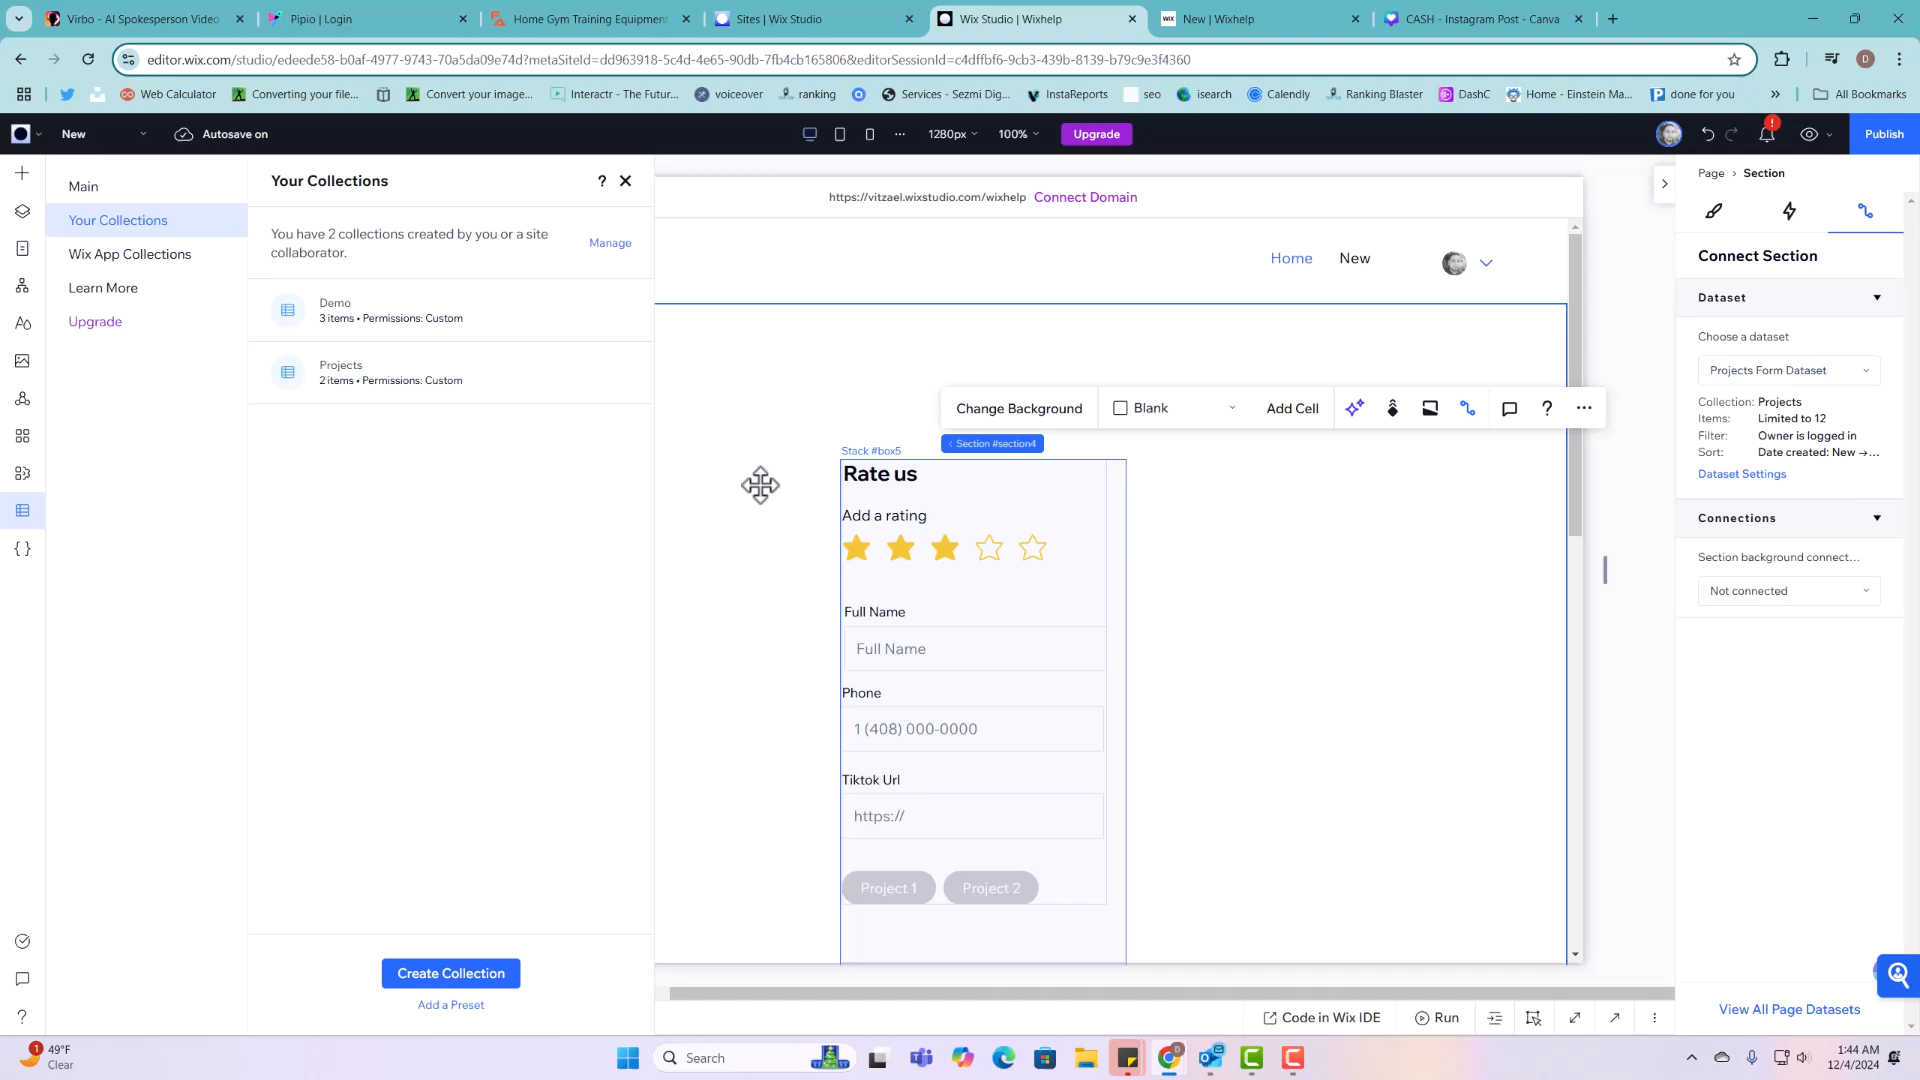 Virbo - AI Spokesperson Video
Pipio | Login
Home Gym Training Equipment
Sites | Wix Studio
Wix Studio | Wixhelp
WIX
New | Wixhelp
CASH - Instagram Post - Canva
editor.wix.com/studio/edeede58-b0af-4977-9743-70a5da09e74d?metaSiteId=dd963918-5c4d-4e65-90db-7fb4cb165806&editorSessionId=c4dffbf6-9cb3-439b-8139-b79c9e3f4360
D
Web Calculator
Converting your file...
Convert your image...
Interactr - The Futur...
voiceover
ranking
Services - Sezmi Dig...
InstaReports
seo
isearch
Calendly
Ranking Blaster
DashC
Home - Einstein Ma...
done for you
»
All Bookmarks
New
Autosave on
1280px
100%
Upgrade
!
Publish
Main
Your Collections
Wix App Collections
Learn More
Upgrade
Your Collections
?
You have 2 collections created by you or a site
collaborator.
Manage
Demo
3 items • Permissions: Custom
Projects
2 items • Permissions: Custom
Create Collection
Add a Preset
https://vitzael.wixstudio.com/wixhelp
Connect Domain
Home
New
Change Background
Blank
Add Cell
?
Stack #box5
‹ Section #section4
Rate us
Add a rating
Full Name
Full Name
Phone
1 (408) 000-0000
Tiktok Url
https://
Project 1
Project 2
Page › Section
Connect Section
Dataset
Choose a dataset
Projects Form Dataset
Collection: Projects
Items: Limited to 12
Filter: Owner is logged in
Sort: Date created: New →...
Dataset Settings
Connections
Section background connect...
Not connected
View All Page Datasets
Code in Wix IDE
Run
{ }
?
1
49°F
Clear
Search
D
1:44 AM
12/4/2024